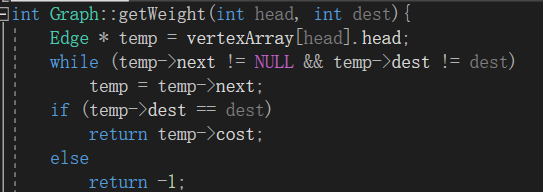 int Graph::getWeight(int head, int dest){
Edge * temp = vertexArray[head].head;
while (temp->next != NULL && temp->dest != dest)
temp = temp->next;
if (temp->dest == dest)
return temp->cost;
else
return -1;